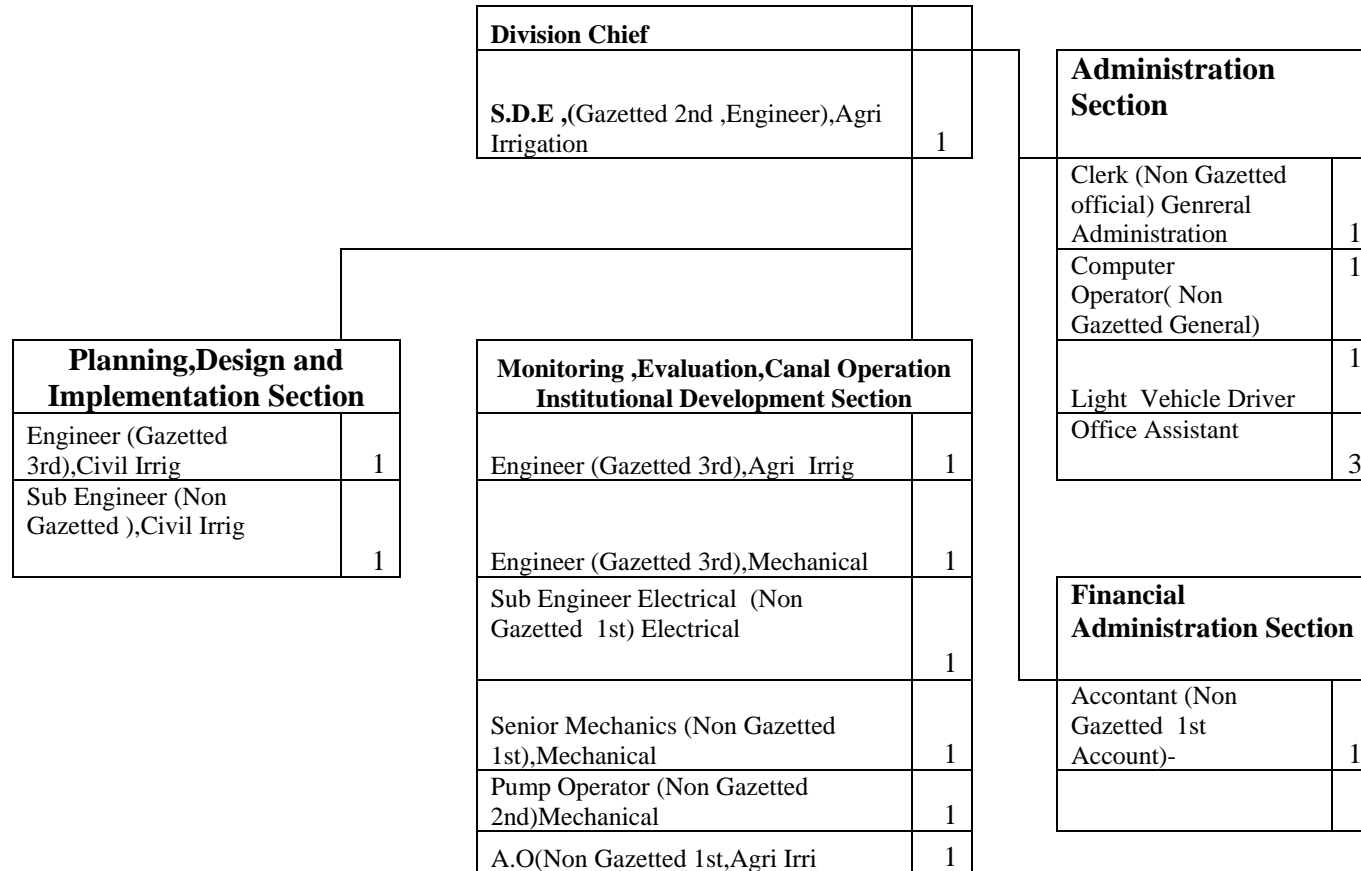 Division Chief
S.D.E ,(Gazetted 2nd ,Engineer),Agri
Irrigation 1
Administration
Section
Clerk (Non Gazetted
official) Genreral
Administration 1
Computer 1
Operator( Non
Gazetted General)
1
Light Vehicle Driver
Office Assistant
3
Planning,Design and
Implementation Section
Engineer (Gazetted
3rd),Civil Irrig 1
Sub Engineer (Non
Gazetted ),Civil Irrig
1
Monitoring ,Evaluation,Canal Operation
Institutional Development Section
Engineer (Gazetted 3rd),Agri Irrig 1
Engineer (Gazetted 3rd),Mechanical 1
Sub Engineer Electrical (Non
Gazetted 1st) Electrical
1
Senior Mechanics (Non Gazetted
1st),Mechanical 1
Pump Operator (Non Gazetted
2nd)Mechanical 1
A.O(Non Gazetted 1st,Agri Irri 1
Financial
Administration Section
Accontant (Non
Gazetted 1st
Account)- 1